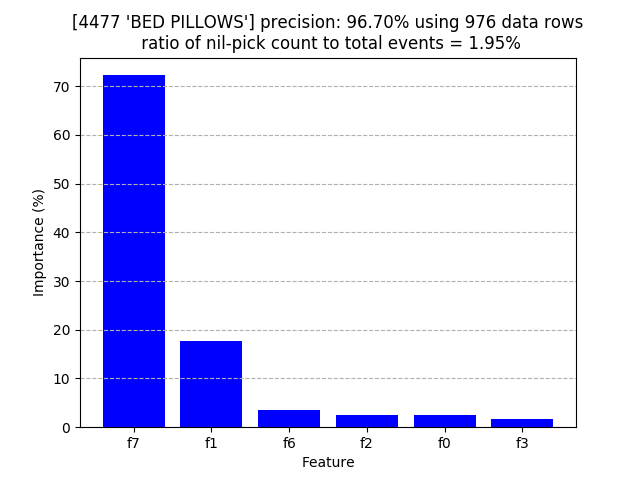 [4477 'BED PILLOWS'] precision: 96.70% using 976 data rows
ratio of nil-pick count to total events = 1.95%
70
60
50
40
30
20
10
0
Importance (%)
f7 f1 f6 f2 f0 f3
Feature